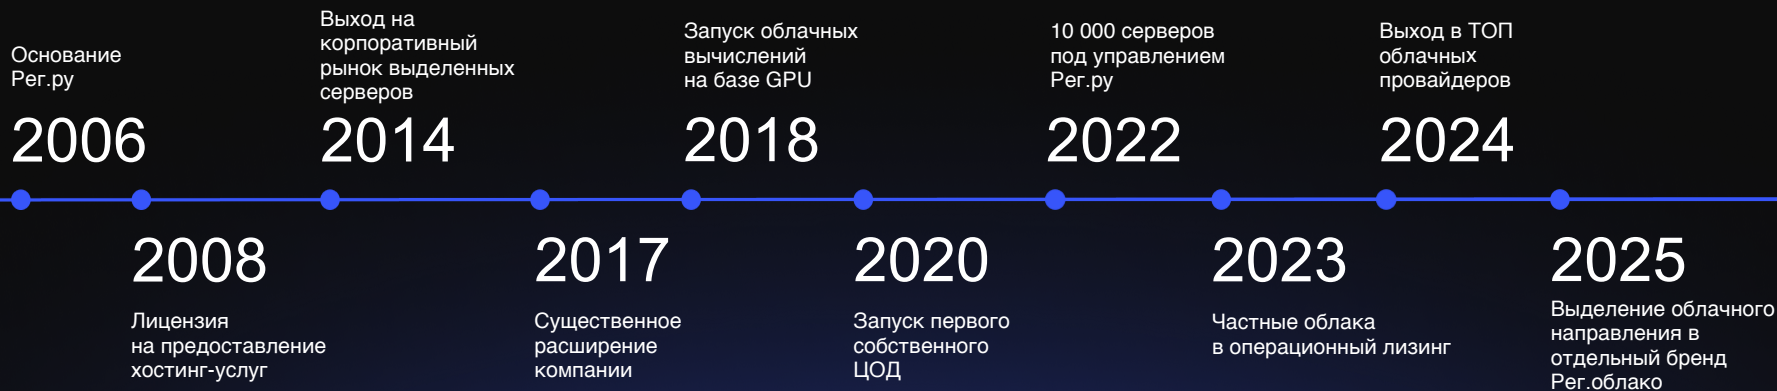 Основание
Рег.ру
2006
2008
Лицензия
на предоставление
хостинг-услуг
Выход на
корпоративный
рынок выделенных
серверов
2014
2017
Существенное
расширение
компании
Запуск облачных
вычислений
на базе GPU
2018
2020
Запуск первого
собственного
ЦОД
10 000 серверов
под управлением
Рег.ру
2022
2023
Частные облака
в операционный лизинг
Выход в ТОП
облачных
провайдеров
2024
2025
Выделение облачного
направления в
отдельный бренд
Рег.облако